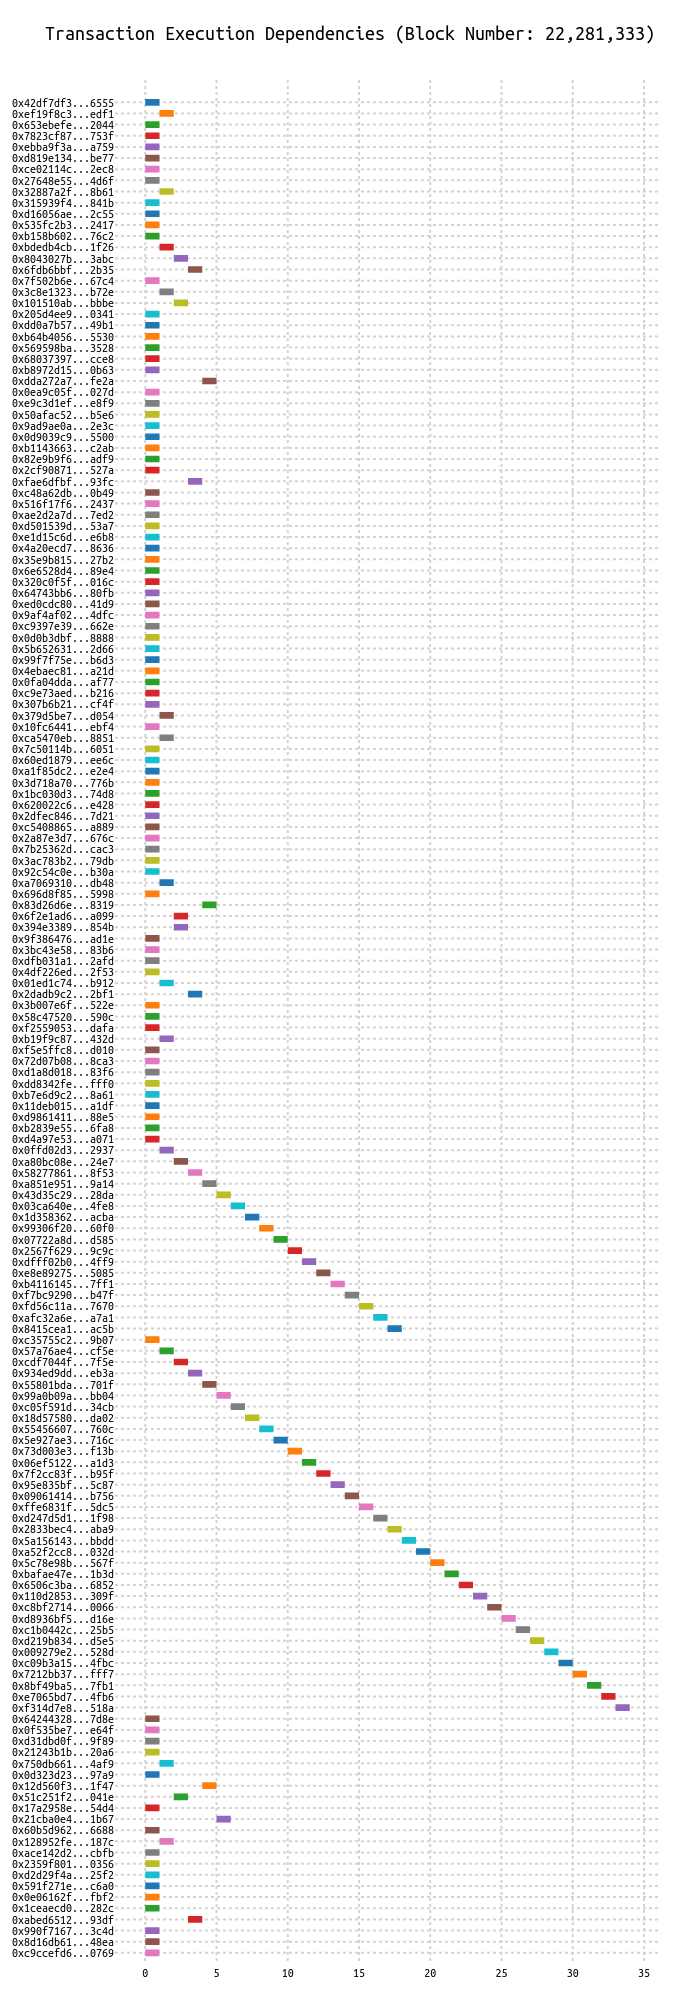 Transaction Execution Dependencies (Block Number: 22,281,333)
0x42df7df3...6555
0xef19f8c3...edf1
0x653ebefe...2044
0x7823cf87...753f
0xebba9f3a...a759
0xd819e134...be77
0xce02114c...2ec8
0x27648e55...4d6f
0x32887a2f...8b61
0x315939f4...841b
0xd16056ae...2c55
0x535fc2b3...2417
0xb158b602...76c2
0xbdedb4cb...1f26
0x8043027b...3abc
0x6fdb6bbf...2b35
0x7f502b6e...67c4
0x3c8e1323...b72e
0x101510ab...bbbe
0x205d4ee9...0341
0xdd0a7b57...49b1
0xb64b4056...5530
0x569598ba...3528
0x68037397...cce8
0xb8972d15...0b63
0xdda272a7...fe2a
0x0ea9c05f...027d
0xe9c3d1ef...e8f9
0x50afac52...b5e6
0x9ad9ae0a...2e3c
0x0d9039c9...5500
0xb1143663...c2ab
0x82e9b9f6...adf9
0x2cf90871...527a
0xfae6dfbf...93fc
0xc48a62db...0b49
0x516f17f6...2437
0xae2d2a7d...7ed2
0xd501539d...53a7
0xe1d15c6d...e6b8
0x4a20ecd7...8636
0x35e9b815...27b2
0x6e6528d4...89e4
0x320c0f5f...016c
0x64743bb6...80fb
0xed0cdc80...41d9
0x9af4af02...4dfc
0xc9397e39...662e
0x0d0b3dbf...8888
0x5b652631...2d66
0x99f7f75e...b6d3
0x4ebaec81...a21d
0x0fa04dda...af77
0xc9e73aed...b216
0x307b6b21...cf4f
0x379d5be7...d054
0x10fc6441...ebf4
0xca5470eb...8851
0x7c50114b...6051
0x60ed1879...ee6c
0xa1f85dc2...e2e4
0x3d718a70...776b
0x1bc030d3...74d8
0x620022c6...e428
0x2dfec846...7d21
0xc5408865...a889
0x2a87e3d7...676c
0x7b25362d...cac3
0x3ac783b2...79db
0x92c54c0e...b30a
0xa7069310...db48
0x696d8f85...5998
0x83d26d6e...8319
0x6f2e1ad6...a099
0x394e3389...854b
0x9f386476...ad1e
0x3bc43e58...83b6
0xdfb031a1...2afd
0x4df226ed...2f53
0x01ed1c74...b912
0x2dadb9c2...2bf1
0x3b007e6f...522e
0x58c47520...590c
0xf2559053...dafa
0xb19f9c87...432d
0xf5e5ffc8...d010
0x72d07b08...8ca3
0xd1a8d018...83f6
0xdd8342fe...fff0
0xb7e6d9c2...8a61
0x11deb015...a1df
0xd9861411...88e5
0xb2839e55...6fa8
0xd4a97e53...a071
0x0ffd02d3...2937
0xa80bc08e...24e7
0x58277861...8f53
0xa851e951...9a14
0x43d35c29...28da
0x03ca640e...4fe8
0x1d358362...acba
0x99306f20...60f0
0x07722a8d...d585
0x2567f629...9c9c
0xdfff02b0...4ff9
0xe8e89275...5085
0xb4116145...7ff1
0xf7bc9290...b47f
0xfd56c11a...7670
0xafc32a6e...a7a1
0x8415cea1...ac5b
0xc35755c2...9b07
0x57a76ae4...cf5e
0xcdf7044f...7f5e
0x934ed9dd...eb3a
0x55801bda...701f
0x99a0b09a...bb04
0xc05f591d...34cb
0x18d57580...da02
0x55456607...760c
0x5e927ae3...716c
0x73d003e3...f13b
0x06ef5122...a1d3
0x7f2cc83f...b95f
0x95e835bf...5c87
0x09061414...b756
0xffe6831f...5dc5
0xd247d5d1...1f98
0x2833bec4...aba9
0x5a156143...bbdd
0xa52f2cc8...032d
0x5c78e98b...567f
0xbafae47e...1b3d
0x6506c3ba...6852
0x110d2853...309f
0xc8bf2714...0066
0xd8936bf5...d16e
0xc1b0442c...25b5
0xd219b834...d5e5
0x009279e2...528d
0xc09b3a15...4fbc
0x7212bb37...fff7
0x8bf49ba5...7fb1
0xe7065bd7...4fb6
0xf314d7e8...518a
0x64244328...7d8e
0x0f535be7...e64f
0xd31dbd0f...9f89
0x21243b1b...20a6
0x750db661...4af9
0x0d323d23...97a9
0x12d560f3...1f47
0x51c251f2...041e
0x17a2958e...54d4
0x21cba0e4...1b67
0x60b5d962...6688
0x128952fe...187c
0xace142d2...cbfb
0x2359f801...0356
0xd2d29f4a...25f2
0x591f271e...c6a0
0x0e06162f...fbf2
0x1ceaecd0...282c
0xabed6512...93df
0x990f7167...3c4d
0x8d16db61...48ea
0xc9ccefd6...0769
0 5 10 15 20 25 30 35